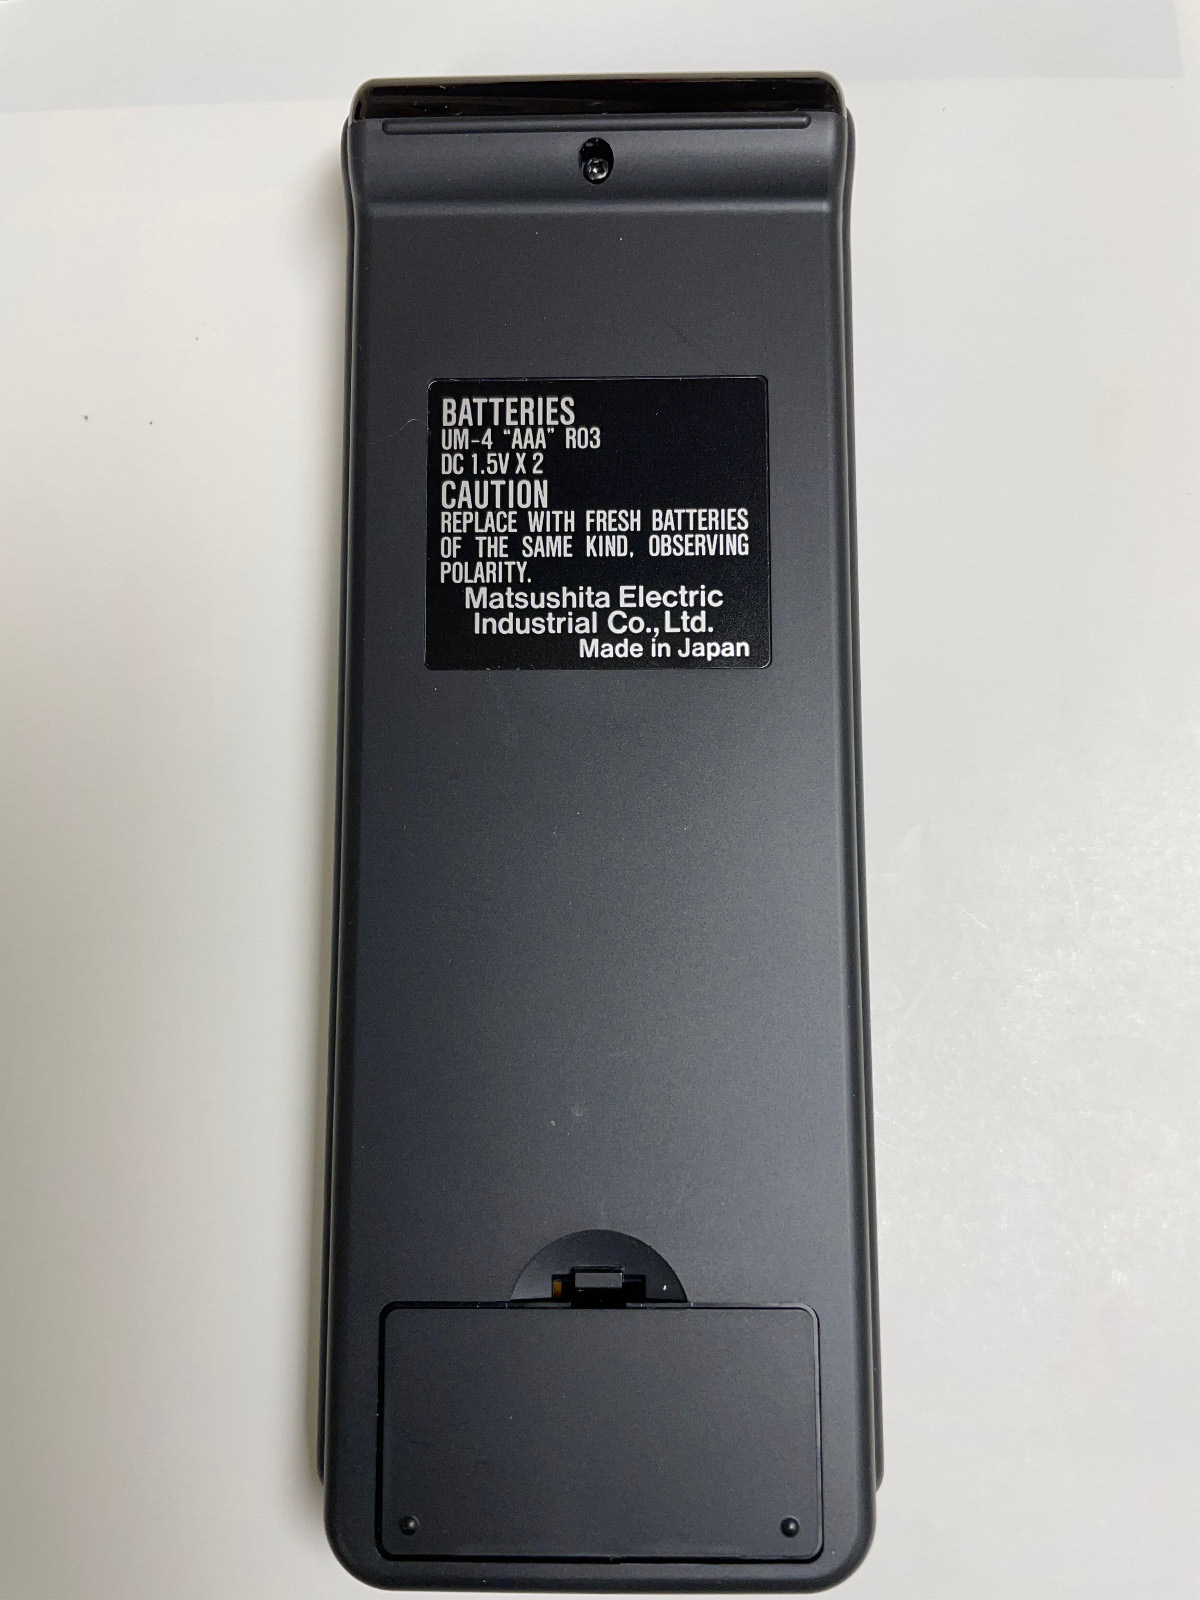 BATTERIES
UM-4 "AAA" R03
DC 1.5V X 2
CAUTION
REPLACE WITH FRESH BATTERIES
OF THE SAME KIND, OBSERVING
POLARITY.
Matsushita Electric
Industrial Co., Ltd.
Made in Japan